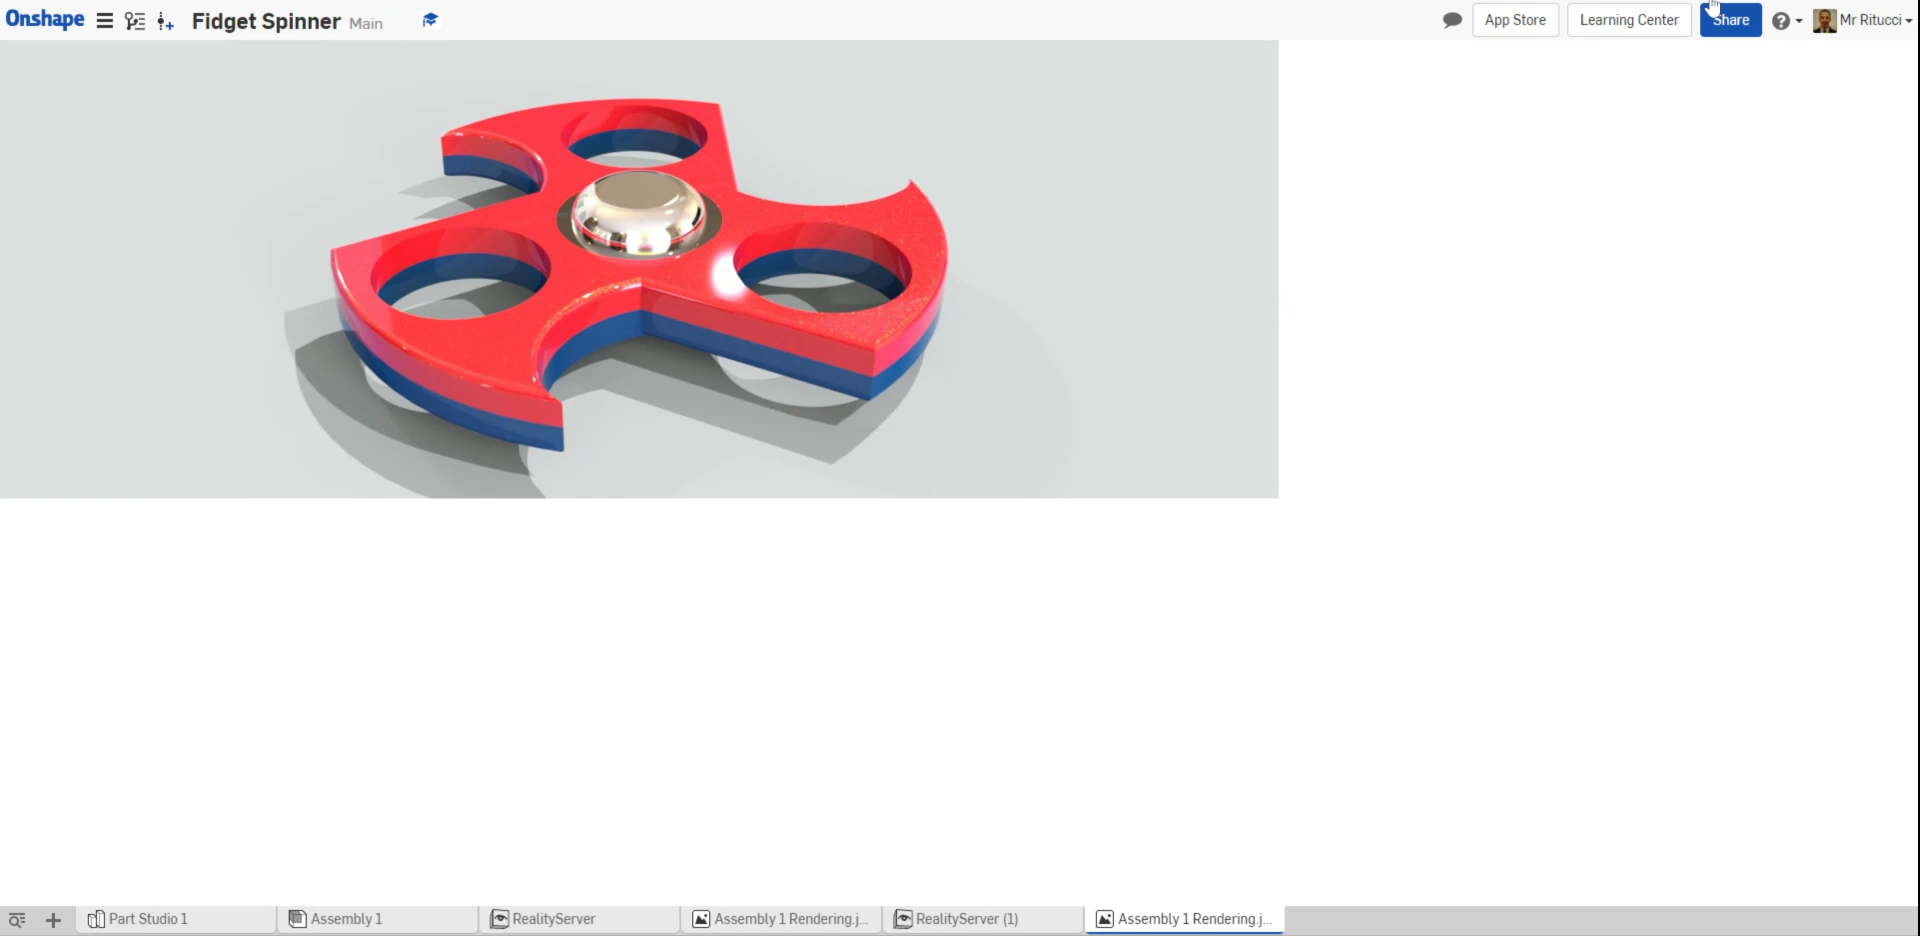 Onshape Fidget Spinner Main App Store Learning Center Share Mr Ritucci
Part Studio 1 Assembly 1 RealityServer Assembly 1 Rendering.j... RealityServer (1) Assembly 1 Rendering.j...